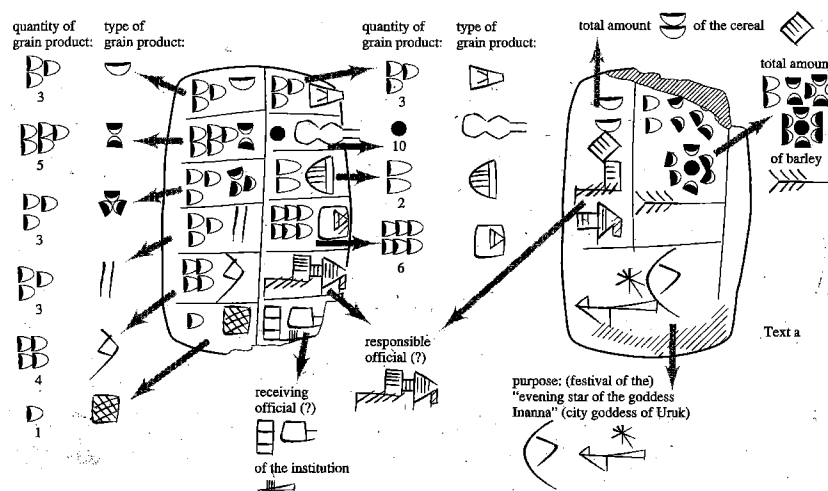 quantity of grain product:
type of grain product:
3
5
3
3
4
1
quantity of grain product:
type of grain product:
3
10
2
6
responsible official (?)
receiving official (?)
of the institution
total amount
of the cereal
total amount
of barley
Text a
purpose: (festival of the)
"evening star of the goddess
Inanna" (city goddess of Uruk)